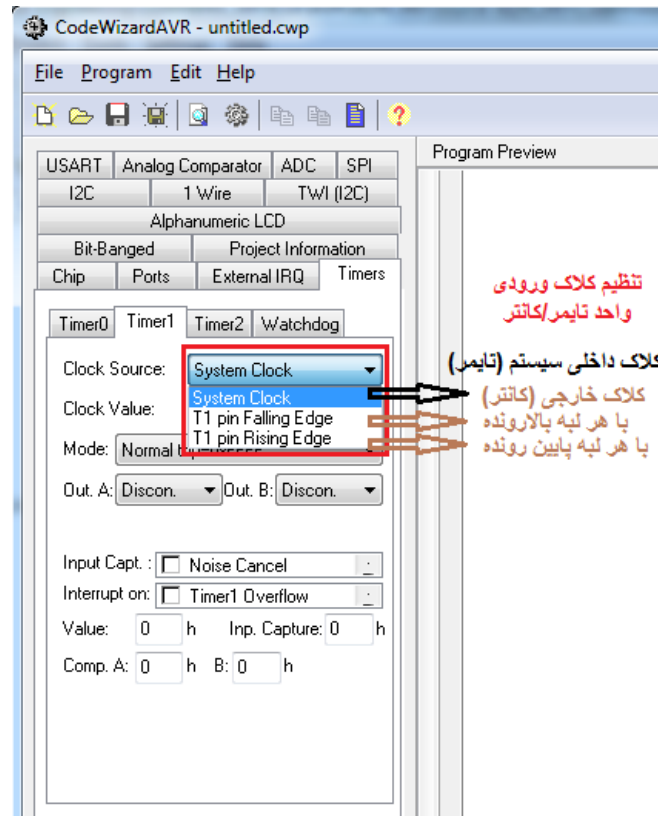 CodeWizardAVR - untitled.cwp
File Program Edit Help
USART Analog Comparator ADC SPI
I2C 1 Wire TWI (I2C)
Alphanumeric LCD
Bit-Banged Project Information
Chip Ports External IRQ Timers
Timer0 Timer1 Timer2 Watchdog
Clock Source: System Clock
System Clock
Clock Value:
T1 pin Falling Edge
T1 pin Rising Edge
Mode: Normal
Out. A: Discon. Out. B: Discon.
Input Capt. : Noise Cancel
Interrupt on: Timer1 Overflow
Value: 0 h Inp. Capture: 0 h
Comp. A: 0 h B: 0 h
Program Preview
تنظیم کلاک ورودی
واحد تایمر/کانتر
کلاک داخلی سیستم (تایمر)
کلاک خارجی (کانتر)
با هر لبه بالارونده
با هر لبه پایین رونده